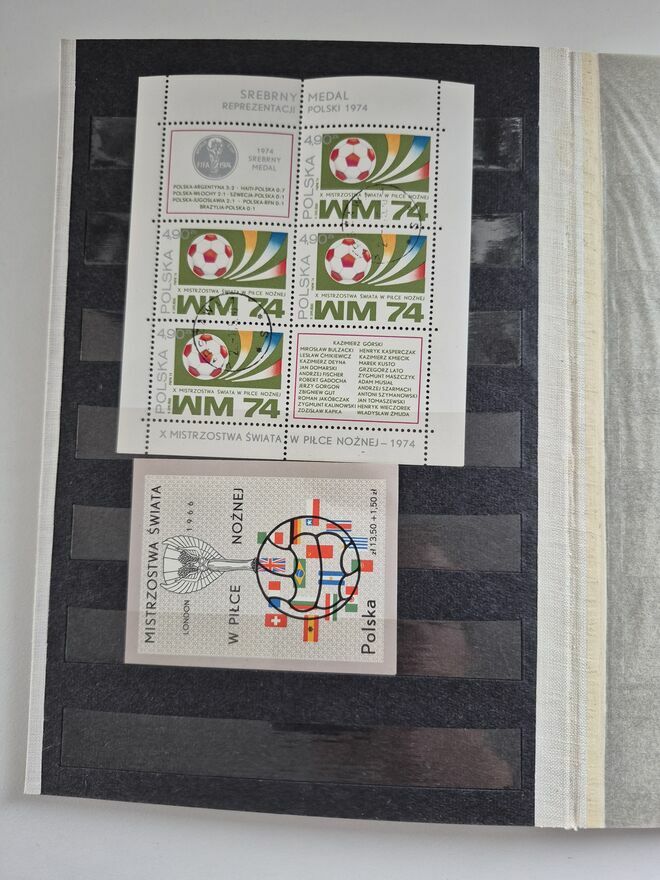 SREBRNY MEDAL
REPREZENTACJI POLSKI 1974
1974
SREBRNY
MEDAL
FIFA 1974
POLSKA-ARGENTYNA 3:2 · HAITI-POLSKA 0:7
POLSKA-WŁOCHY 2:1 · SZWECJA-POLSKA 0:1
POLSKA-JUGOSŁAWIA 2:1 · POLSKA-RFN 0:1
BRAZYLIA-POLSKA 0:1
4,90 zł
POLSKA
X MISTRZOSTWA ŚWIATA W PIŁCE NOŻNEJ
WM 74
4,90 zł
POLSKA
X MISTRZOSTWA ŚWIATA W PIŁCE NOŻNEJ
WM 74
4,90 zł
POLSKA
X MISTRZOSTWA ŚWIATA W PIŁCE NOŻNEJ
WM 74
4,90 zł
POLSKA
X MISTRZOSTWA ŚWIATA W PIŁCE NOŻNEJ
WM 74
KAZIMIERZ GÓRSKI
MIROSŁAW BULZACKI HENRYK KASPERCZAK
LESŁAW ĆMIKIEWICZ KAZIMIERZ KMIECIK
KAZIMIERZ DEYNA MAREK KUSTO
JAN DOMARSKI GRZEGORZ LATO
ANDRZEJ FISCHER ZYGMUNT MASZCZYK
ROBERT GADOCHA ADAM MUSIAŁ
JERZY GORGOŃ ANDRZEJ SZARMACH
ZBIGNIEW GUT ANTONI SZYMANOWSKI
ROMAN JAKÓBCZAK JAN TOMASZEWSKI
ZYGMUNT KALINOWSKI HENRYK WIECZOREK
ZDZISŁAW KAPKA WŁADYSŁAW ŻMUDA
X MISTRZOSTWA ŚWIATA W PIŁCE NOŻNEJ – 1974
MISTRZOSTWA ŚWIATA
LONDON 1966
W PIŁCE NOŻNEJ
zł 13,50 + 1,50 zł
Polska